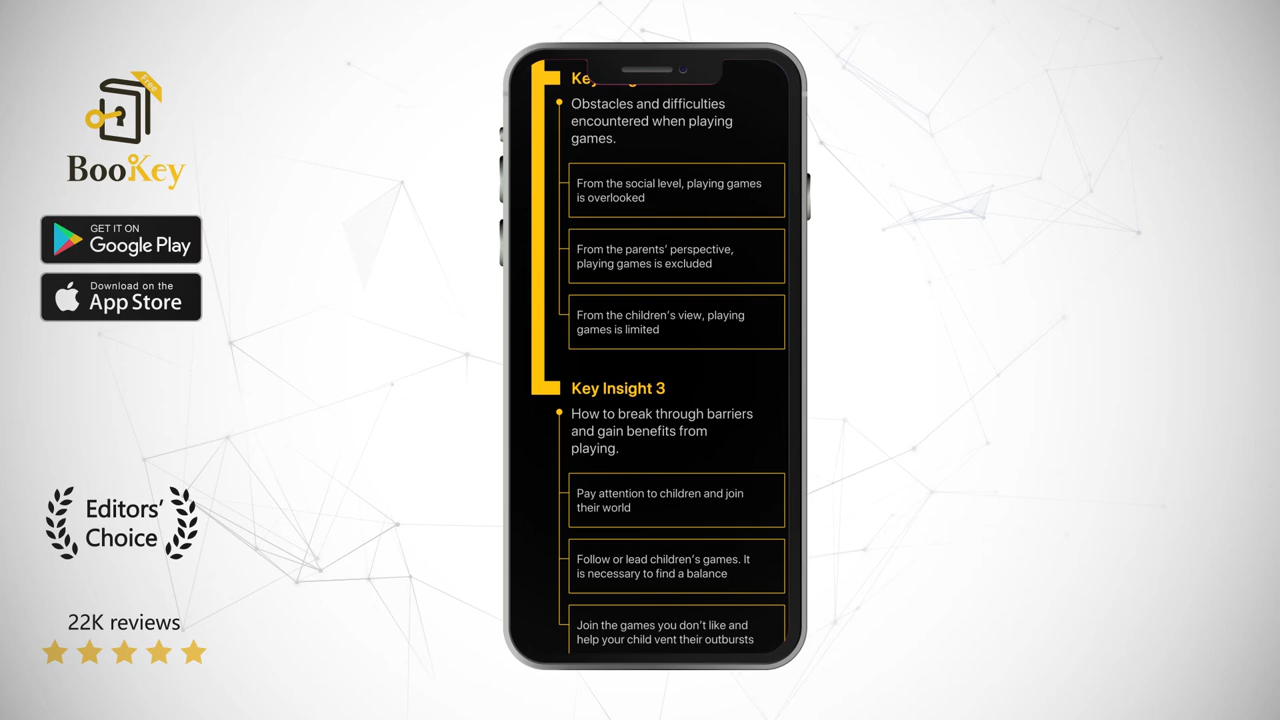 Free
BooKey
GET IT ON
Google Play
Download on the
App Store
Editors’
Choice
22K reviews
Obstacles and difficulties
encountered when playing
games.
From the social level, playing games
is overlooked
From the parents’ perspective,
playing games is excluded
From the children’s view, playing
games is limited
Key Insight 3
How to break through barriers
and gain benefits from
playing.
Pay attention to children and join
their world
Follow or lead children’s games. It
is necessary to find a balance
Join the games you don’t like and
help your child vent their outbursts